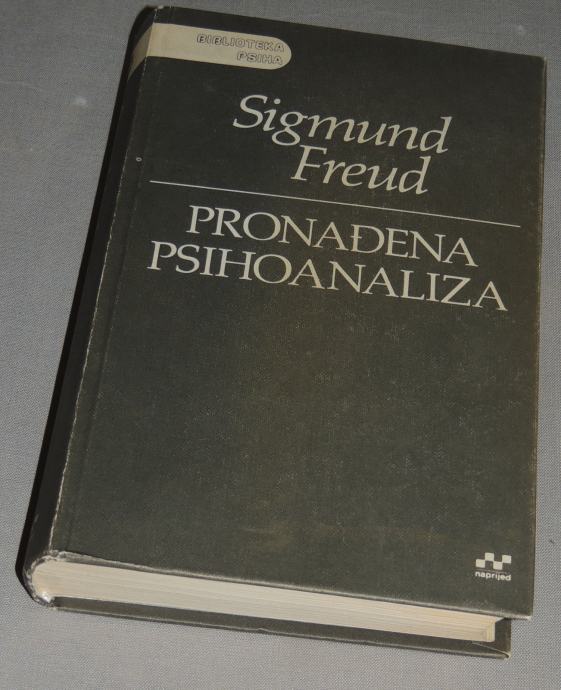 BIBLIOTEKA
PSIHA
Sigmund
Freud
PRONAĐENA
PSIHOANALIZA
naprijed